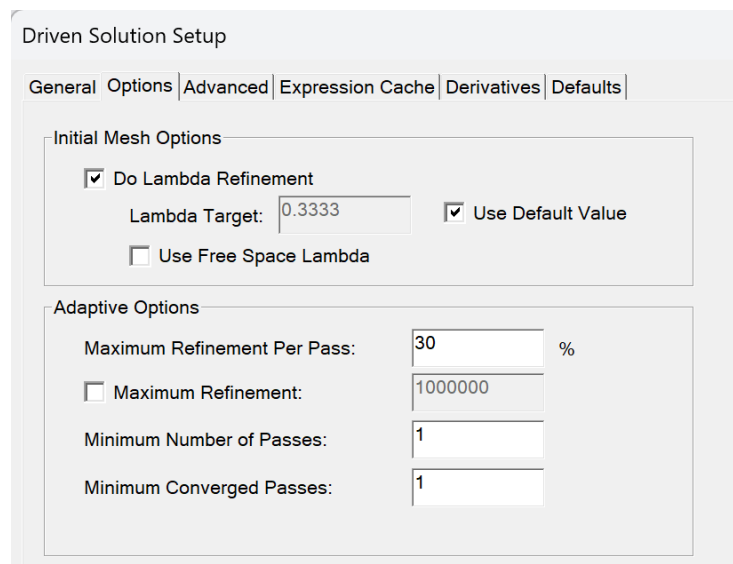 Driven Solution Setup
General Options Advanced Expression Cache Derivatives Defaults
Initial Mesh Options
Do Lambda Refinement
Lambda Target: 0.3333 Use Default Value
Use Free Space Lambda
Adaptive Options
Maximum Refinement Per Pass: 30 %
Maximum Refinement: 1000000
Minimum Number of Passes: 1
Minimum Converged Passes: 1